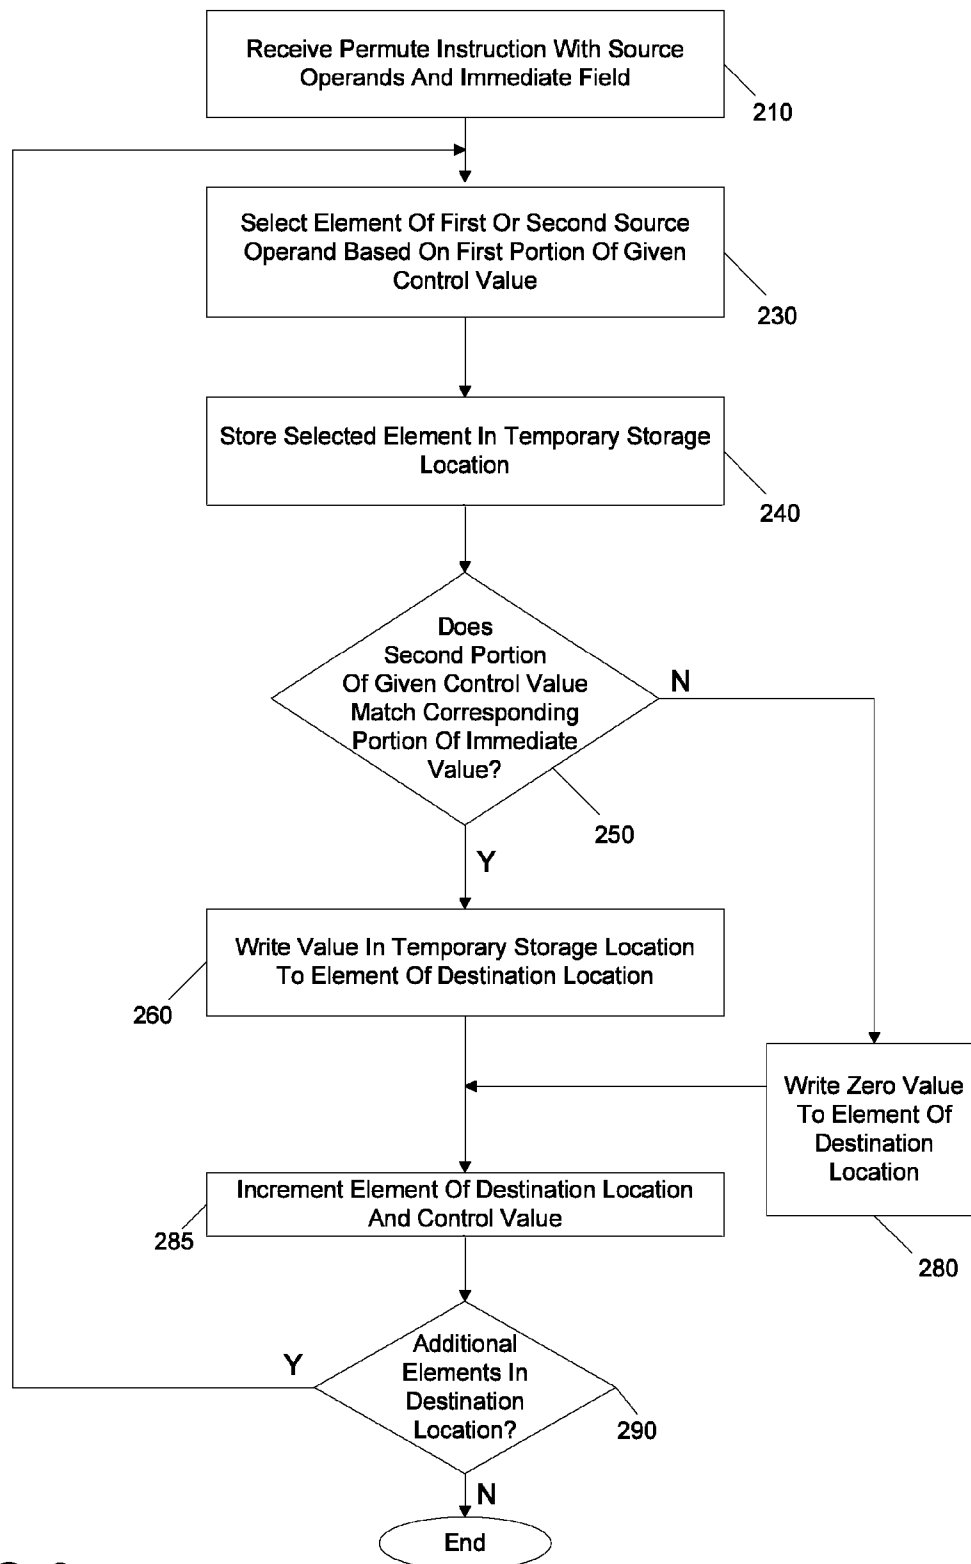 Receive Permute Instruction With Source
Operands And Immediate Field
210
Select Element Of First Or Second Source
Operand Based On First Portion Of Given
Control Value
230
Store Selected Element In Temporary Storage
Location
240
Does
Second Portion
Of Given Control Value
Match Corresponding
Portion Of Immediate
Value?
N
250
Y
Write Value In Temporary Storage Location
To Element Of Destination Location
260
Write Zero Value
To Element Of
Destination
Location
280
Increment Element Of Destination Location
And Control Value
285
Additional
Elements In
Destination
Location?
Y
290
N
End